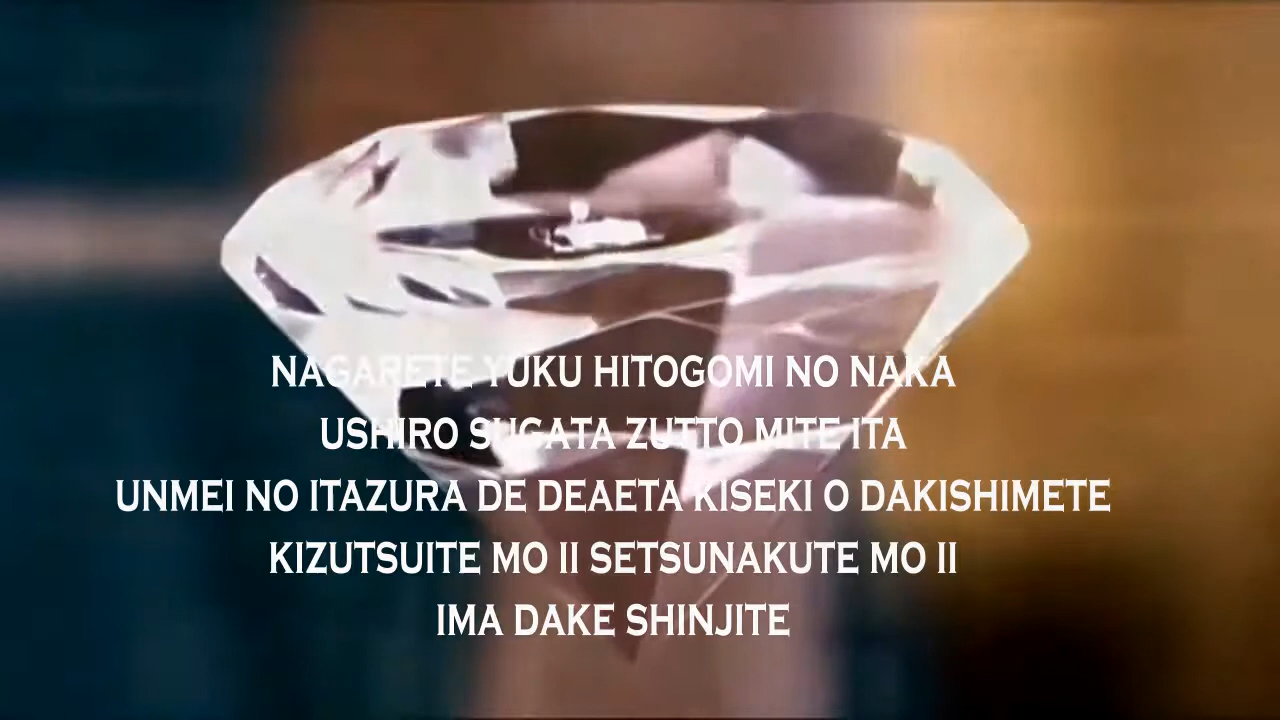 NAGARETE YUKU HITOGOMI NO NAKA
USHIRO SUGATA ZUTTO MITE ITA
UNMEI NO ITAZURA DE DEAETA KISEKI O DAKISHIMETE
KIZUTSUITE MO II SETSUNAKUTE MO II
IMA DAKE SHINJITE